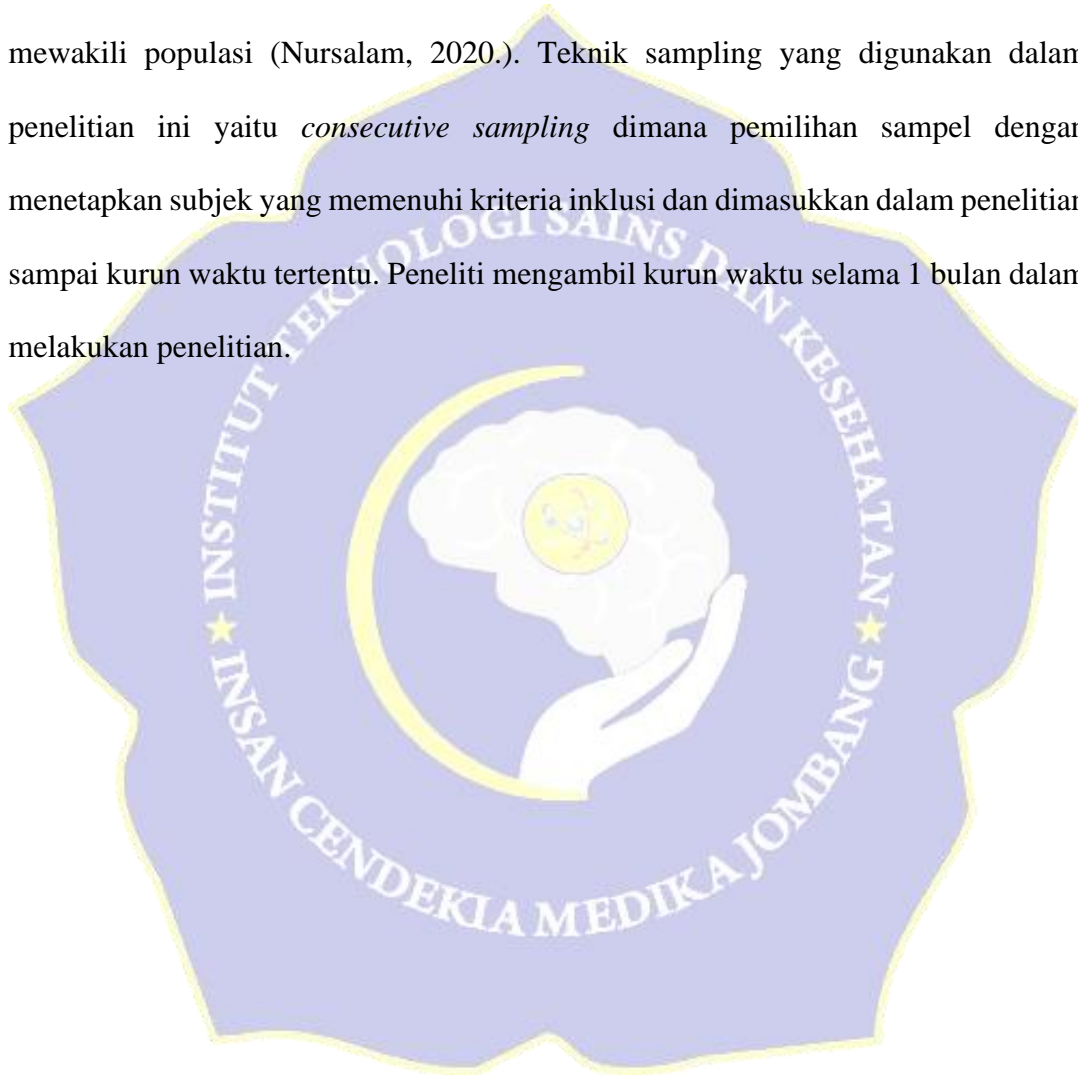 mewakili populasi (Nursalam, 2020.). Teknik sampling yang digunakan dalam
penelitian ini yaitu consecutive sampling dimana pemilihan sampel dengan
menetapkan subjek yang memenuhi kriteria inklusi dan dimasukkan dalam penelitian
sampai kurun waktu tertentu. Peneliti mengambil kurun waktu selama 1 bulan dalam
melakukan penelitian.
INSTITUT TEKNOLOGI SAINS DAN KESEHATAN
INSAN CENDEKIA MEDIKA JOMBANG